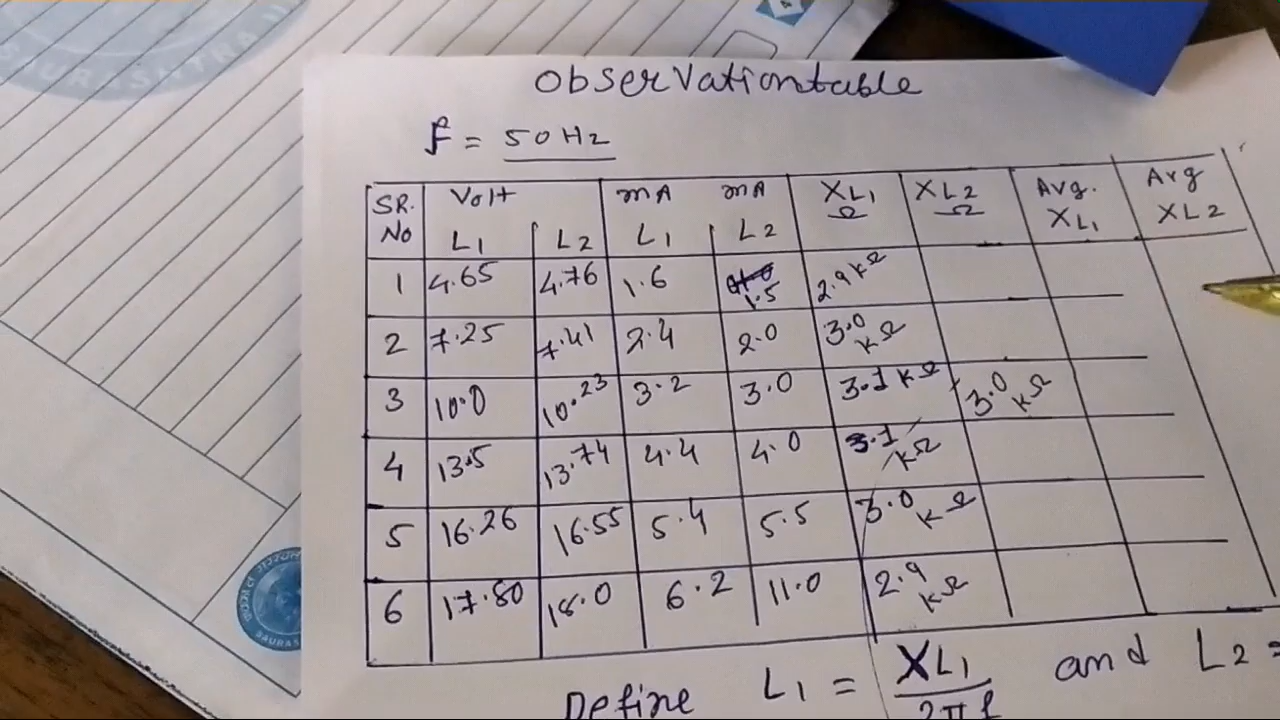 Observationtable
F = 50 Hz
SR. No Volt L1 L2 mA L1 mA L2 XL1 Ω XL2 Ω Avg. XL1 Avg XL2
1 4.65 4.76 1.6 1.5 2.9 kΩ
2 7.25 7.41 2.4 2.0 3.0 kΩ
3 10.0 10.23 3.2 3.0 3.1 kΩ 3.0 kΩ
4 13.5 13.74 4.4 4.0 3.1 kΩ
5 16.26 16.55 5.4 5.5 3.0 kΩ
6 17.80 18.0 6.2 11.0 2.9 kΩ
Define L1 = XL1 / 2π f and L2 =
SAURASHTRA
SAURAS